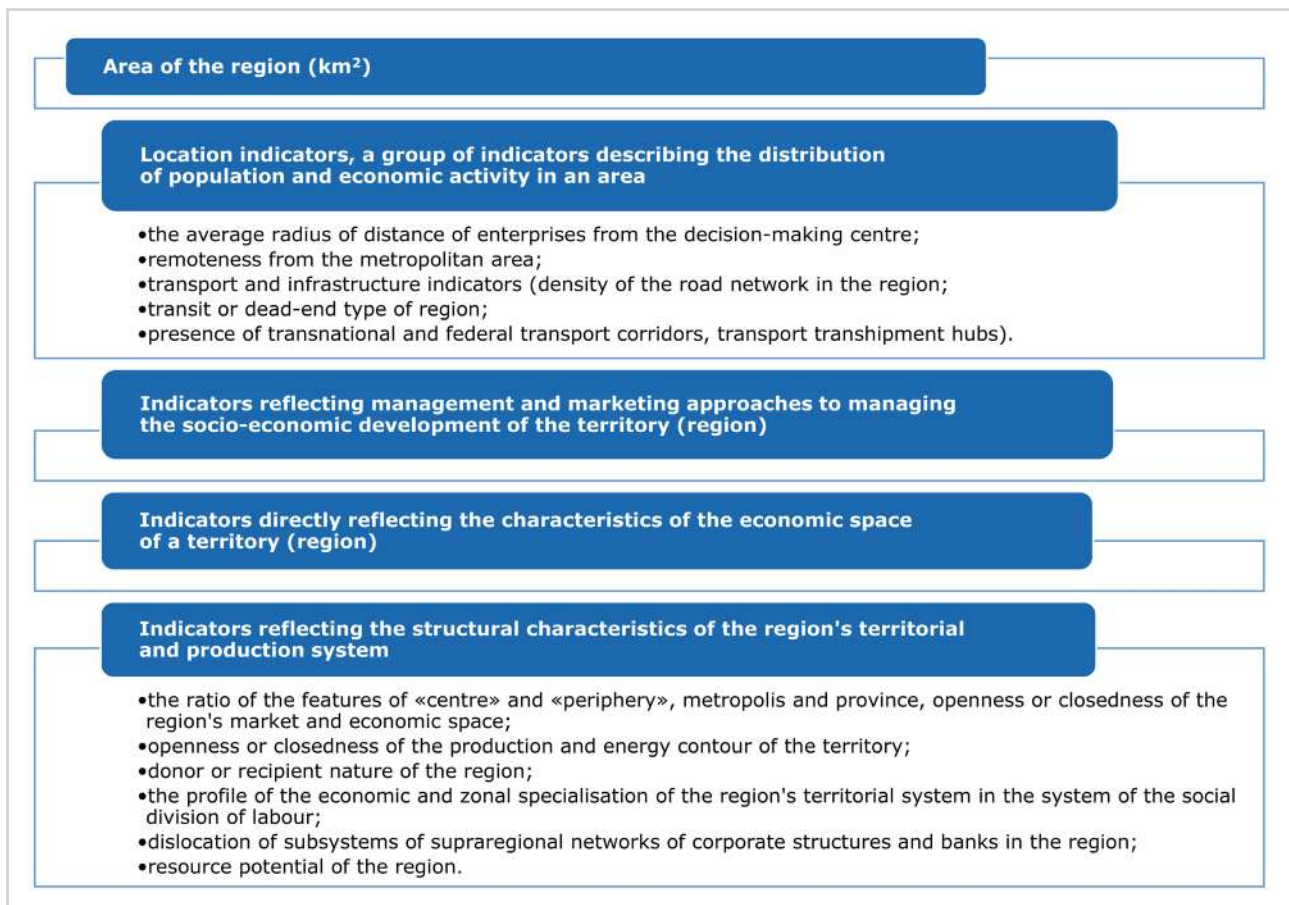 Area of the region (km²)
Location indicators, a group of indicators describing the distribution
of population and economic activity in an area
•the average radius of distance of enterprises from the decision-making centre;
•remoteness from the metropolitan area;
•transport and infrastructure indicators (density of the road network in the region;
•transit or dead-end type of region;
•presence of transnational and federal transport corridors, transport transhipment hubs).
Indicators reflecting management and marketing approaches to managing
the socio-economic development of the territory (region)
Indicators directly reflecting the characteristics of the economic space
of a territory (region)
Indicators reflecting the structural characteristics of the region's territorial
and production system
•the ratio of the features of «centre» and «periphery», metropolis and province, openness or closedness of the
region's market and economic space;
•openness or closedness of the production and energy contour of the territory;
•donor or recipient nature of the region;
•the profile of the economic and zonal specialisation of the region's territorial system in the system of the social
division of labour;
•dislocation of subsystems of supraregional networks of corporate structures and banks in the region;
•resource potential of the region.